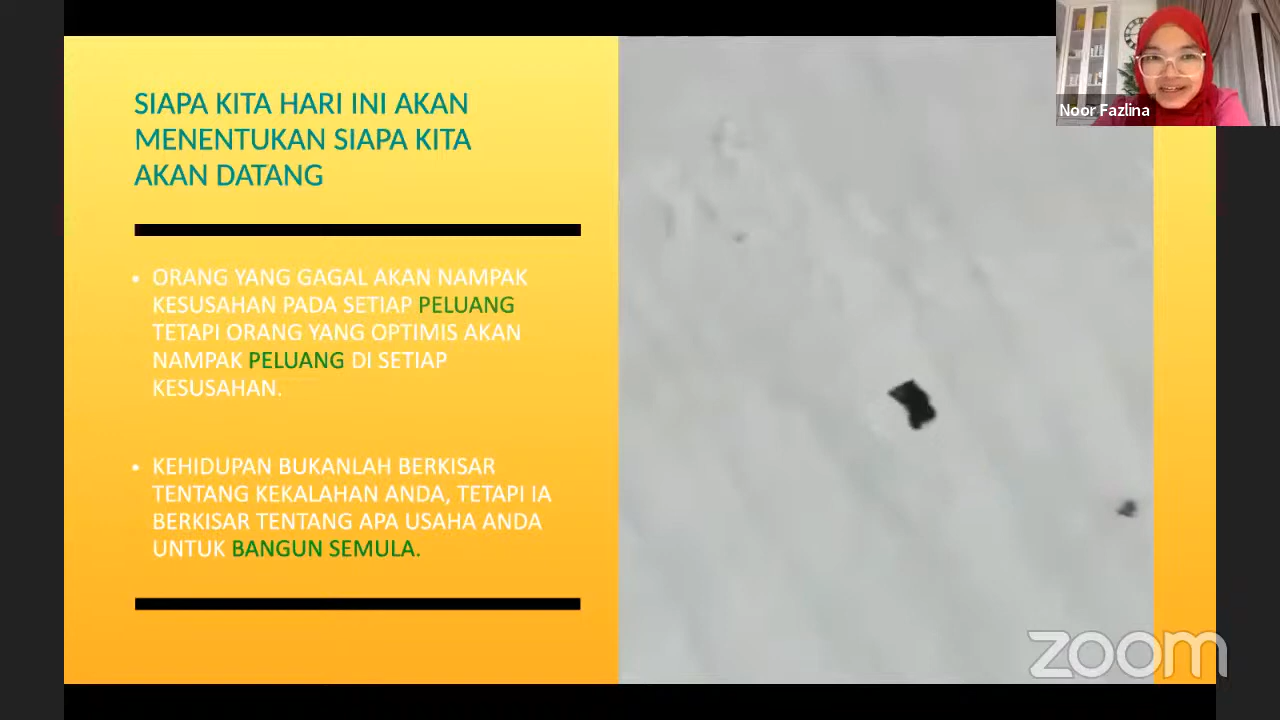 SIAPA KITA HARI INI AKAN
MENENTUKAN SIAPA KITA
AKAN DATANG
• ORANG YANG GAGAL AKAN NAMPAK
KESUSAHAN PADA SETIAP PELUANG
TETAPI ORANG YANG OPTIMIS AKAN
NAMPAK PELUANG DI SETIAP
KESUSAHAN.
• KEHIDUPAN BUKANLAH BERKISAR
TENTANG KEKALAHAN ANDA, TETAPI IA
BERKISAR TENTANG APA USAHA ANDA
UNTUK BANGUN SEMULA.
Noor Fazlina
zoom